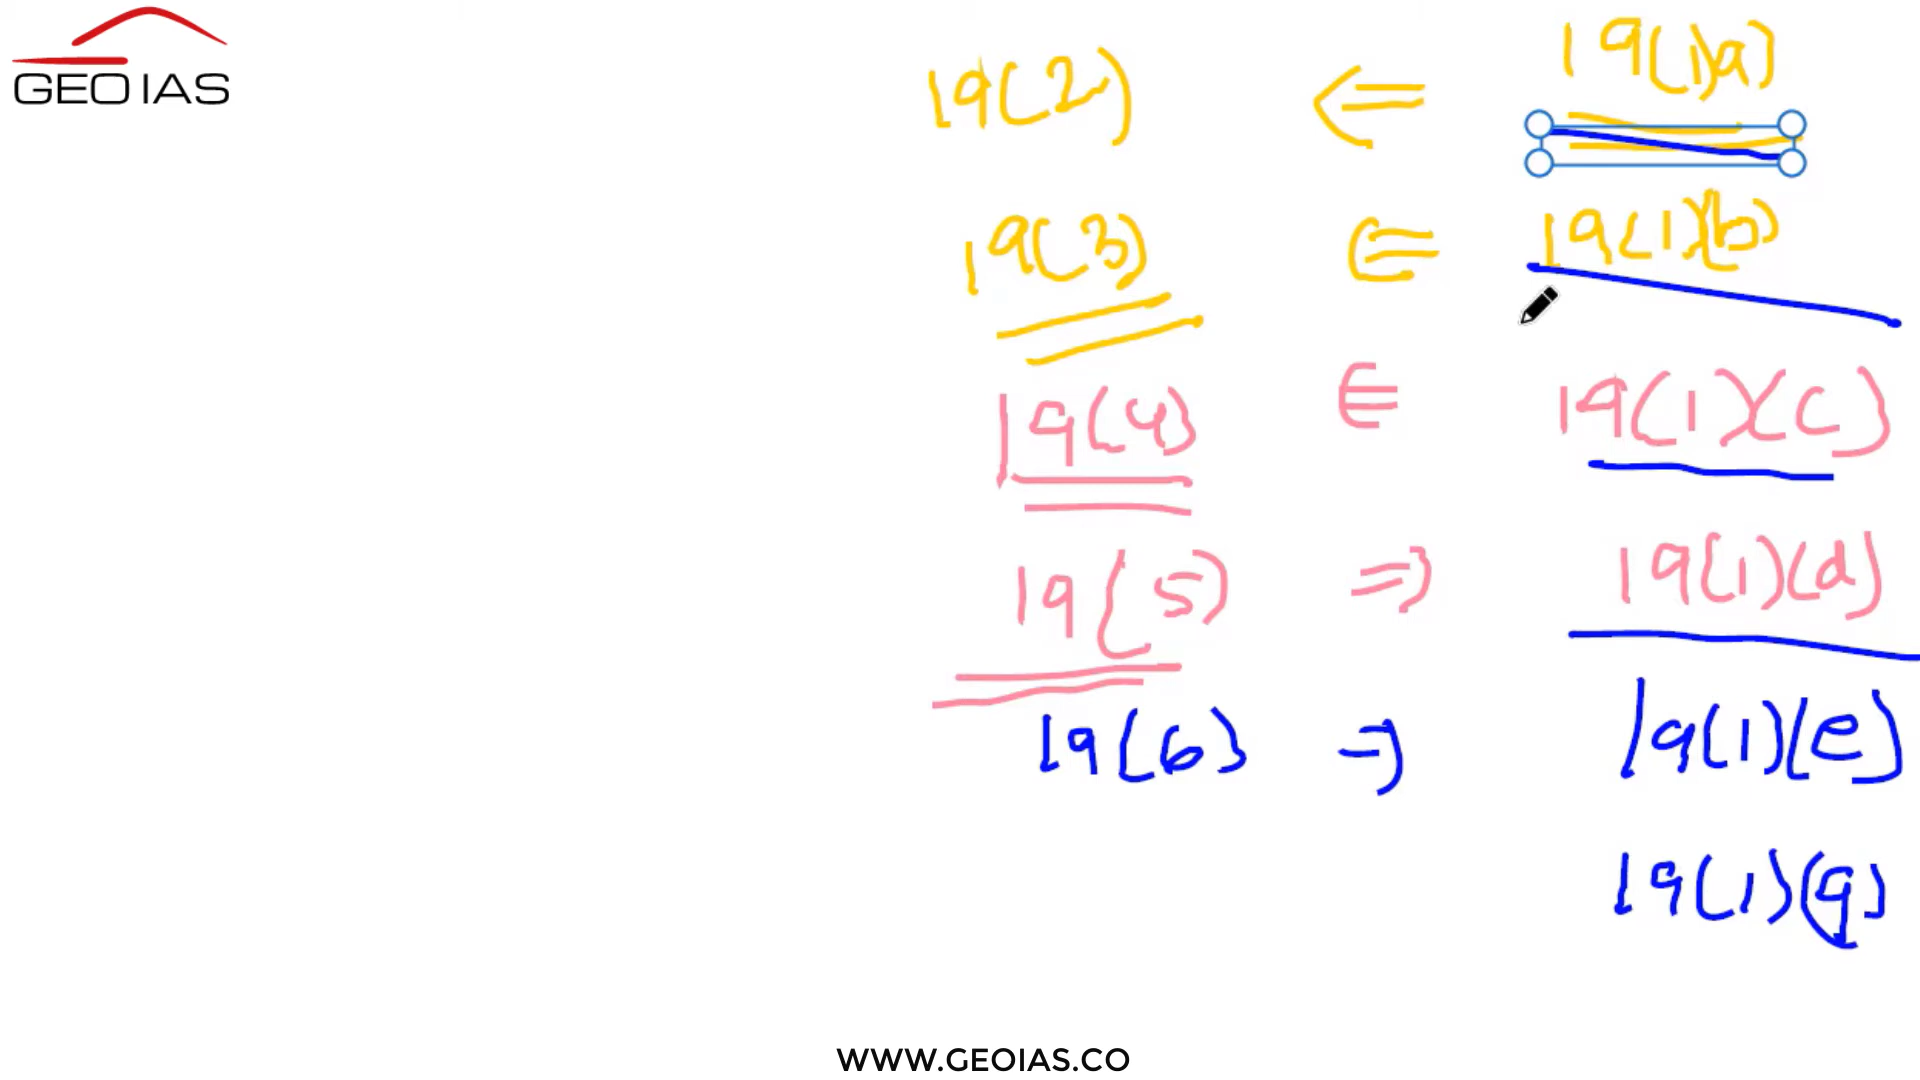 GEO IAS
19(2) <= 19(1)a)
19(3) <= 19(1)(b)
19(4) <= 19(1)(c)
19(5) => 19(1)(d)
19(6) => 19(1)(e)
19(1)(g)
WWW.GEOIAS.CO